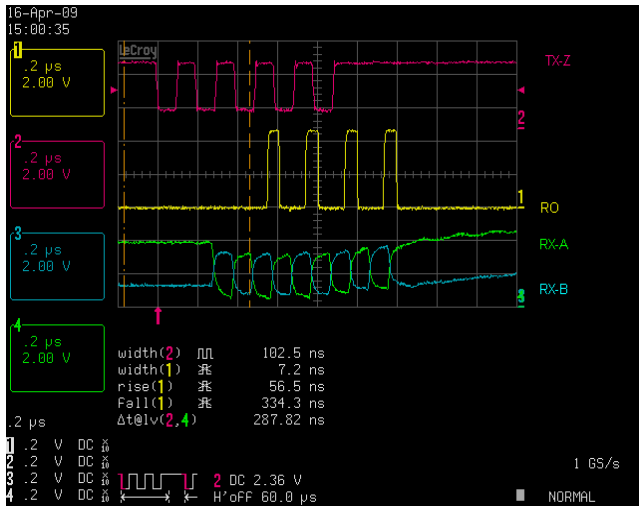 16-Apr-09
15:00:35
1
.2 µs
2.00 V
LeCroy
TX-Z
2
2
.2 µs
2.00 V
1
RO
3
.2 µs
2.00 V
RX-A
RX-B
3
4
.2 µs
2.00 V
width(2) 102.5 ns
width(1) 7.2 ns
rise(1) 56.5 ns
Fall(1) 334.3 ns
Δt@lv(2,4) 287.82 ns
.2 µs
1 .2 V DC X10
2 .2 V DC X10
3 .2 V DC X10
4 .2 V DC X10
2 DC 2.36 V
H'oFF 60.0 µs
1 GS/s
NORMAL